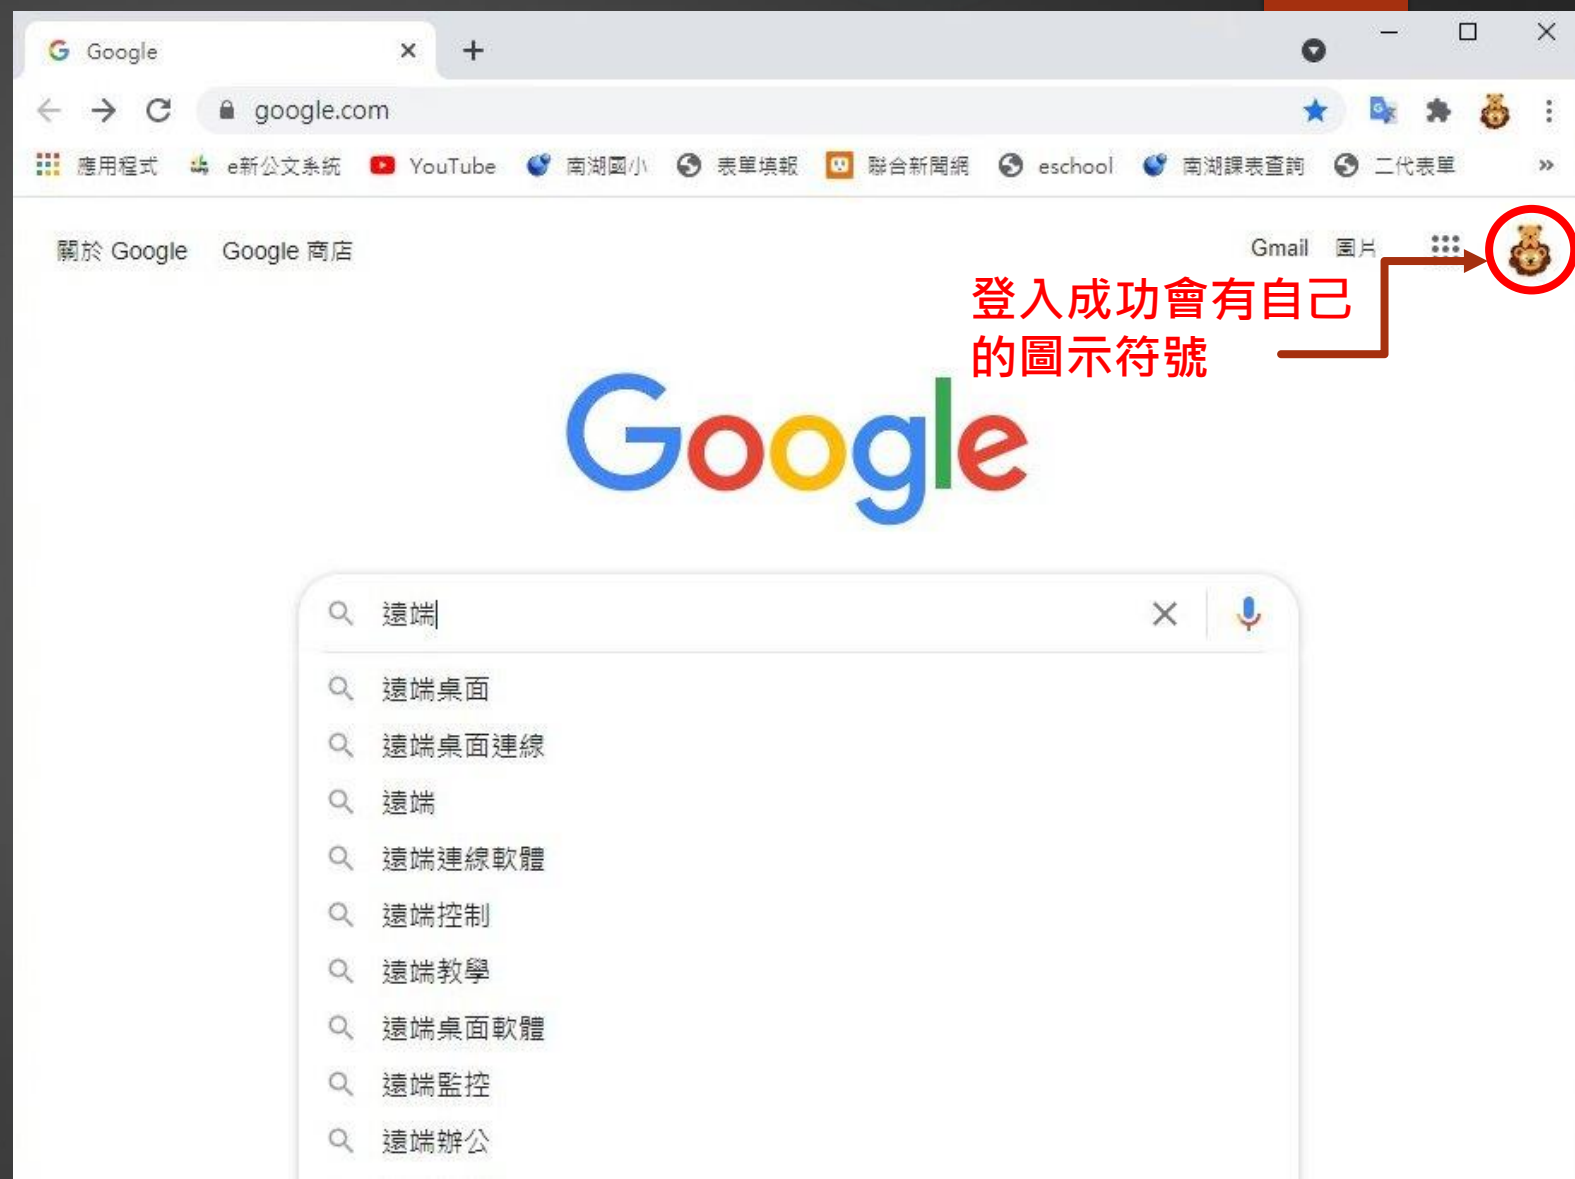 Google
google.com
應用程式 e新公文系統 YouTube 南湖國小 表單填報 聯合新聞網 eschool 南湖課表查詢 二代表單 »
關於 Google Google 商店 Gmail 圖片
登入成功會有自己
的圖示符號
Google
遠端
遠端桌面
遠端桌面連線
遠端
遠端連線軟體
遠端控制
遠端教學
遠端桌面軟體
遠端監控
遠端辦公